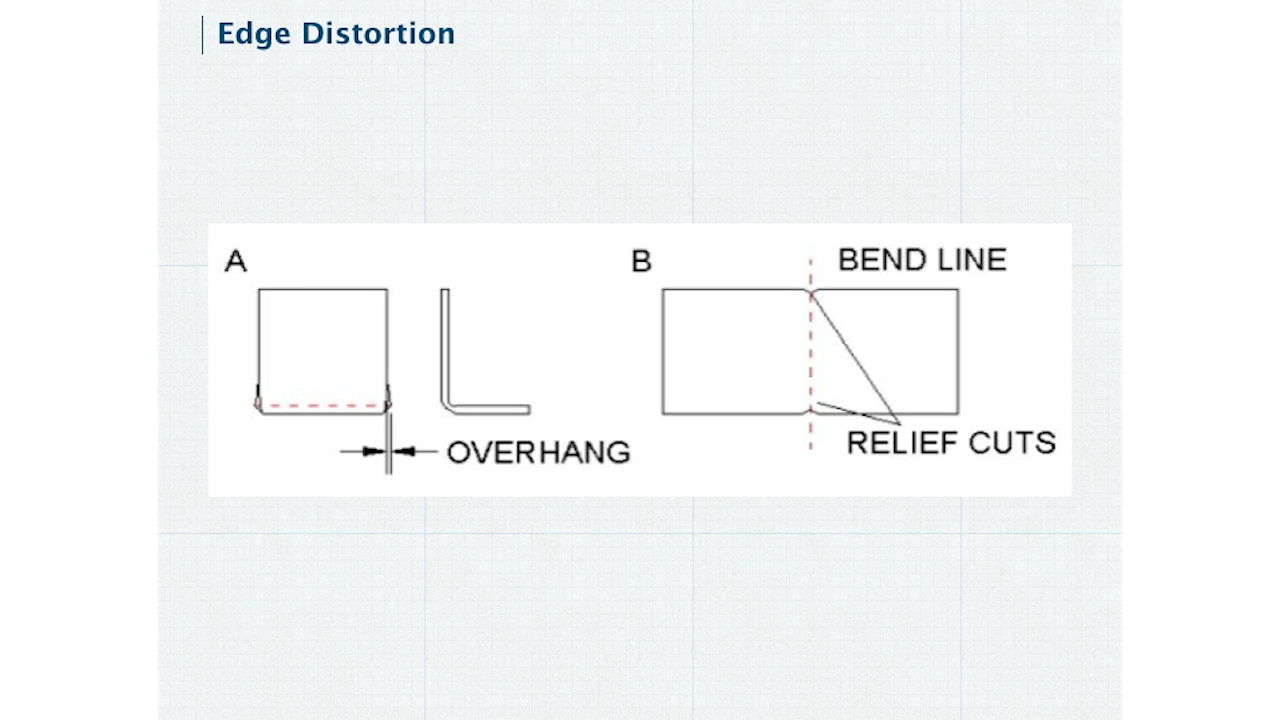 Edge Distortion
A
B
BEND LINE
OVERHANG
RELIEF CUTS